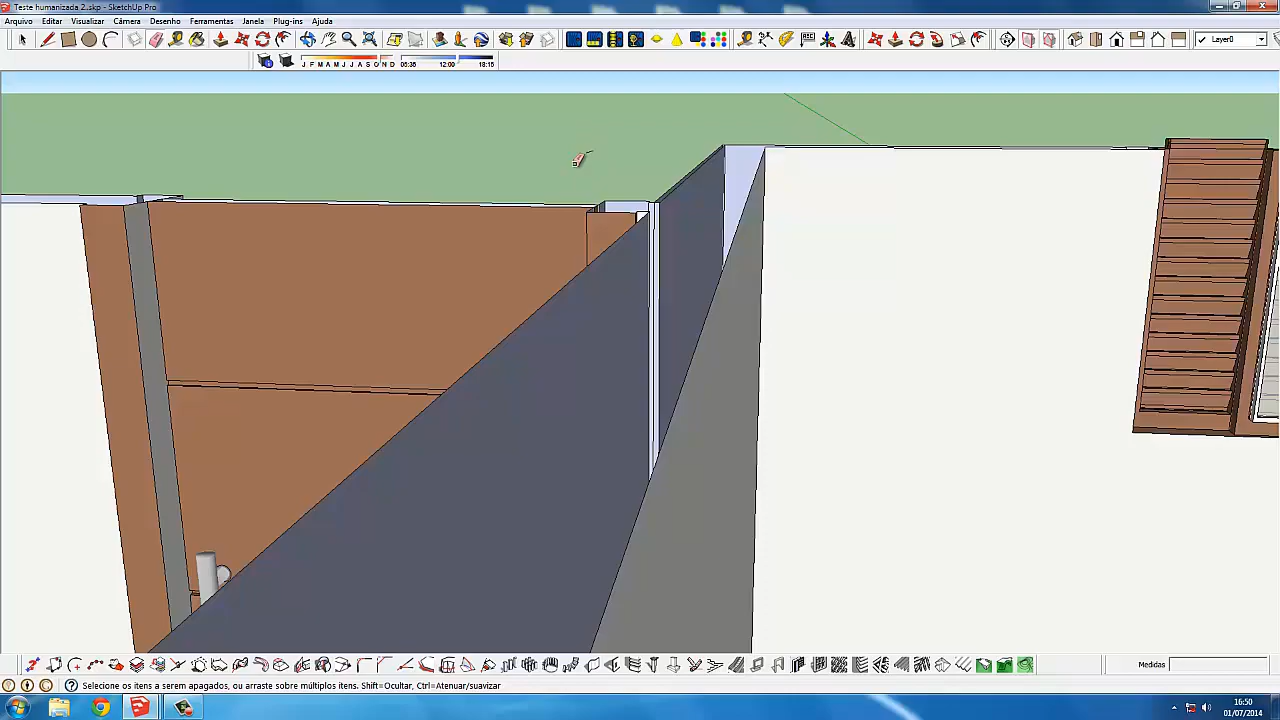 Teste humanizada 2.skp - SketchUp Pro
Arquivo Editar Visualizar Câmera Desenho Ferramentas Janela Plug-ins Ajuda
Layer0
J F M A M J J A S O N D 05:36 12:00 18:15
Medidas
Selecione os itens a serem apagados, ou arraste sobre múltiplos itens. Shift=Ocultar, Ctrl=Atenuar/suavizar
16:50
01/07/2014